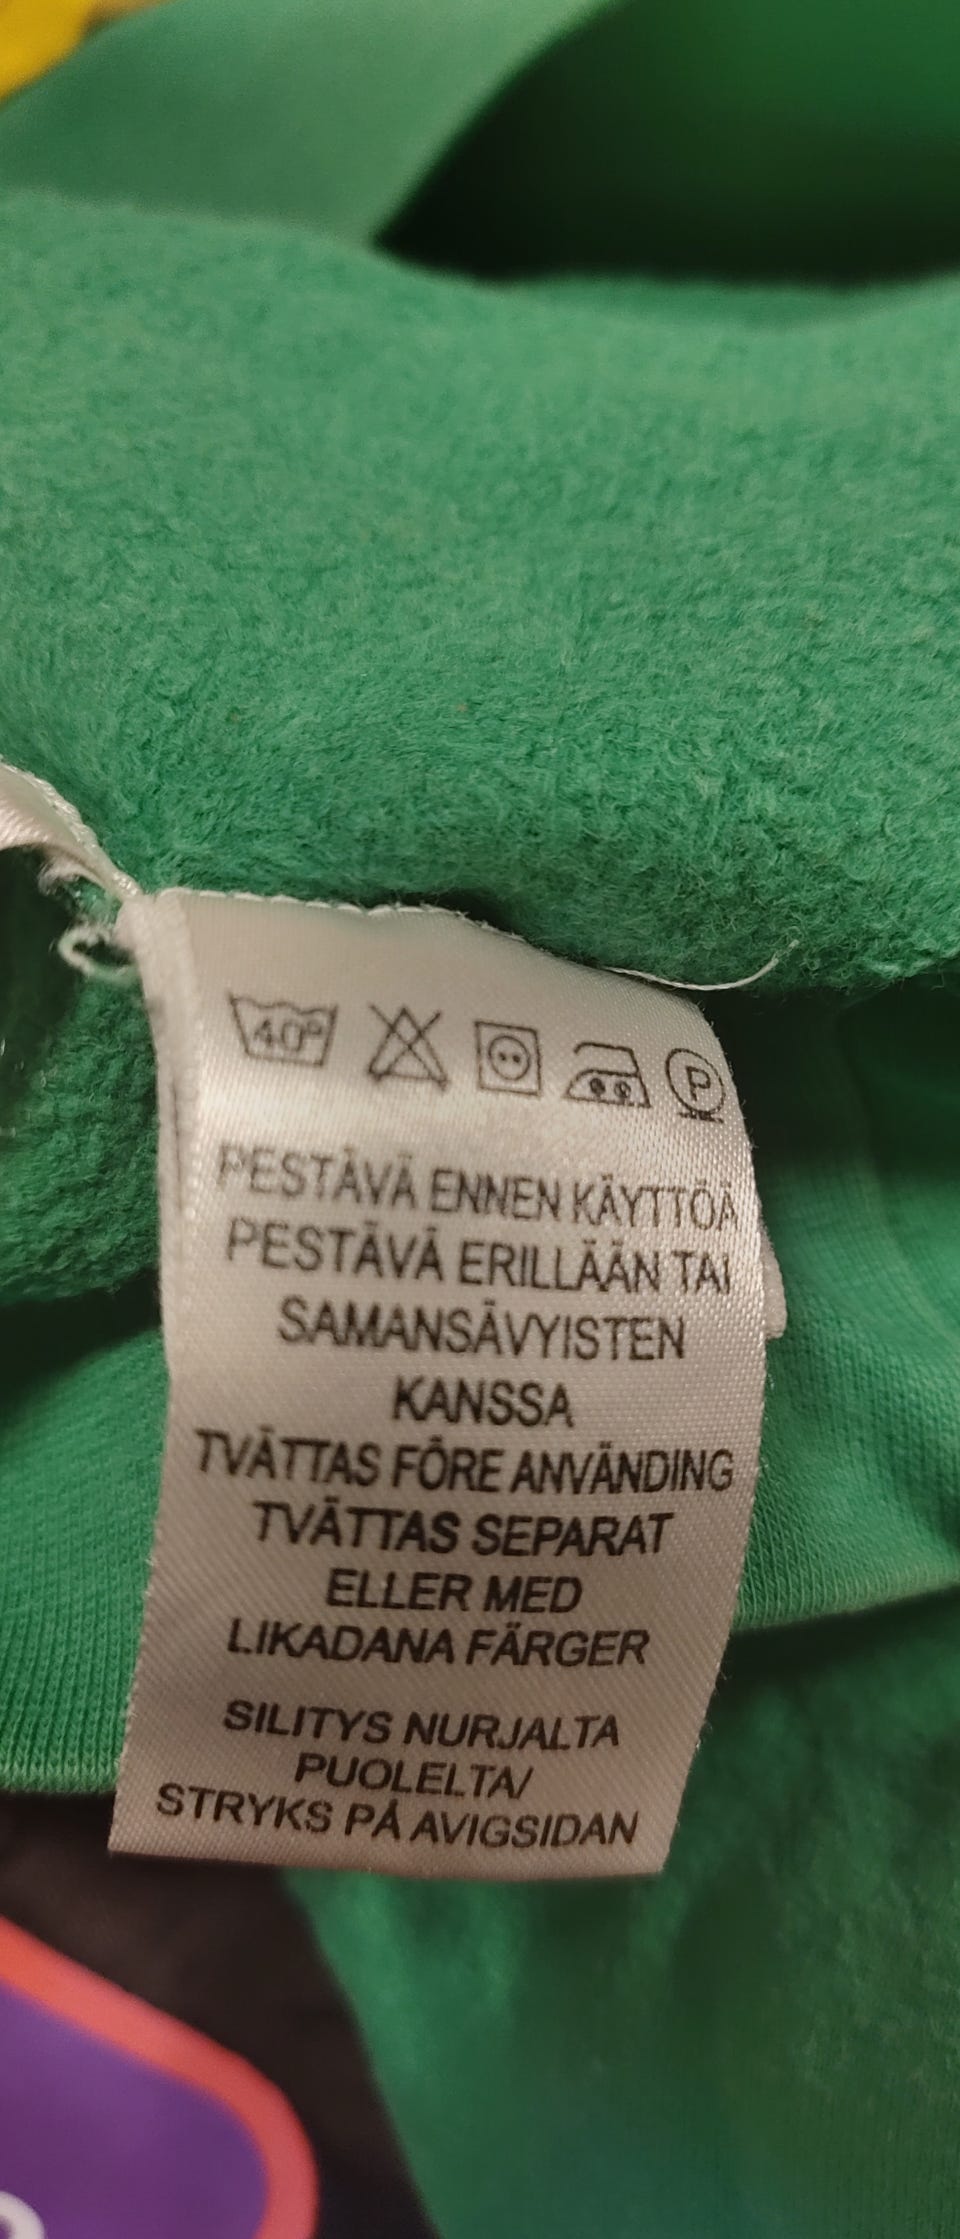 40°
P
PESTÄVÄ ENNEN KÄYTTÖÄ
PESTÄVÄ ERILLÄÄN TAI
SAMANSÄVYISTEN
KANSSA
TVÄTTAS FÖRE ANVÄNDING
TVÄTTAS SEPARAT
ELLER MED
LIKADANA FÄRGER
SILITYS NURJALTA
PUOLELTA/
STRYKS PÅ AVIGSIDAN